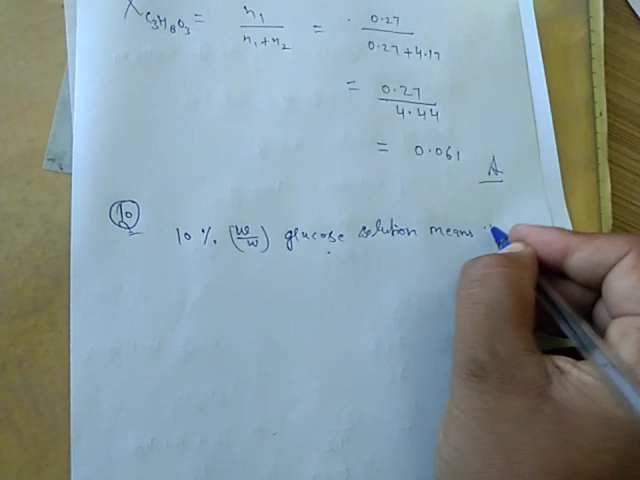 X C₃H₈O₃ = n₁ / n₁+n₂ = 0.27 / 0.27+4.17
= 0.27 / 4.44
= 0.061 A
10 10 % (w/w) glucose solution means